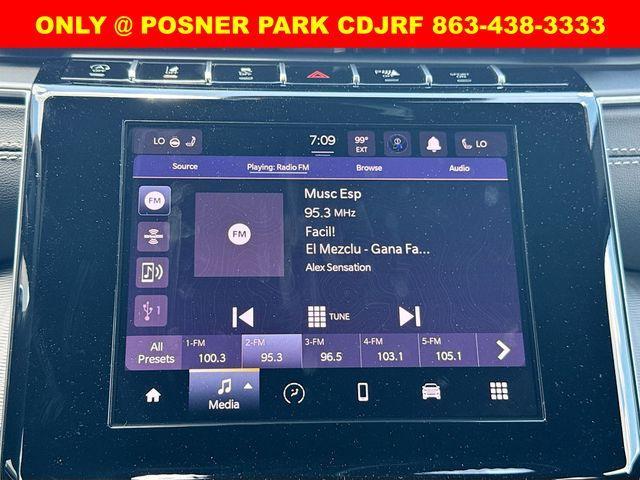 ONLY @ POSNER PARK CDJRF 863-438-3333
LO 7:09 99° EXT LO
Source Playing: Radio FM Browse Audio
FM
Musc Esp
95.3 MHz
FM
Facil!
El Mezclu - Gana Fa...
Alex Sensation
1
TUNE
All Presets
1-FM 2-FM 3-FM 4-FM 5-FM
100.3 95.3 96.5 103.1 105.1
Media